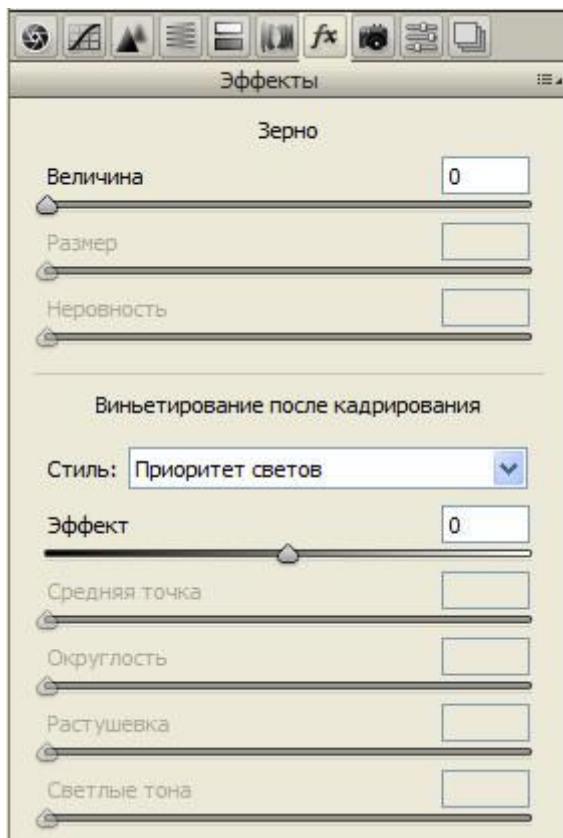 fx
Эффекты
Зерно
Величина 0
Размер
Неровность
Виньетирование после кадрирования
Стиль: Приоритет светов
Эффект 0
Средняя точка
Округлость
Растушевка
Светлые тона